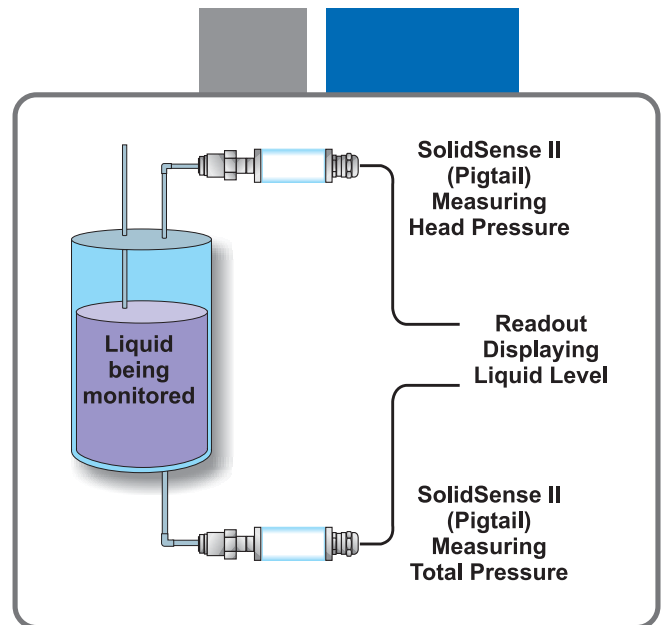 SolidSense II
(Pigtail)
Measuring
Head Pressure
Liquid
being
monitored
Readout
Displaying
Liquid Level
SolidSense II
(Pigtail)
Measuring
Total Pressure